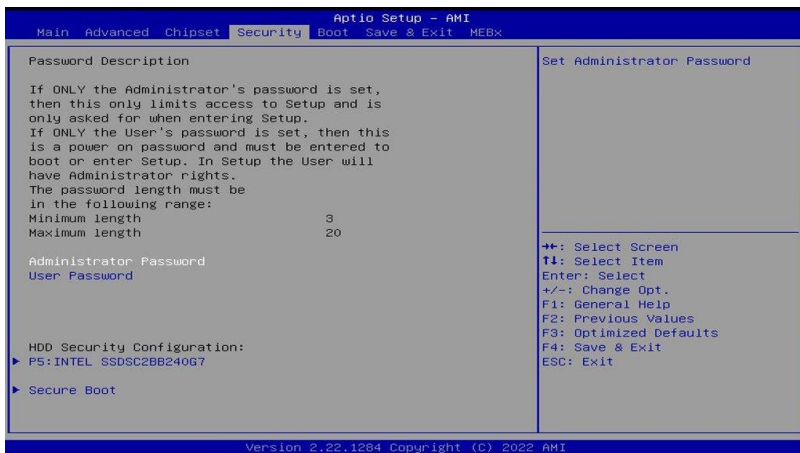 Aptio Setup - AMI
Main Advanced Chipset Security Boot Save & Exit MEBx
Password Description
If ONLY the Administrator's password is set,
then this only limits access to Setup and is
only asked for when entering Setup.
If ONLY the User's password is set, then this
is a power on password and must be entered to
boot or enter Setup. In Setup the User will
have Administrator rights.
The password length must be
in the following range:
Minimum length 3
Maximum length 20
Administrator Password
User Password
HDD Security Configuration:
▶ P5:INTEL SSDSC2BB240G7
▶ Secure Boot
Set Administrator Password
→←: Select Screen
↑↓: Select Item
Enter: Select
+/-: Change Opt.
F1: General Help
F2: Previous Values
F3: Optimized Defaults
F4: Save & Exit
ESC: Exit
Version 2.22.1284 Copyright (C) 2022 AMI